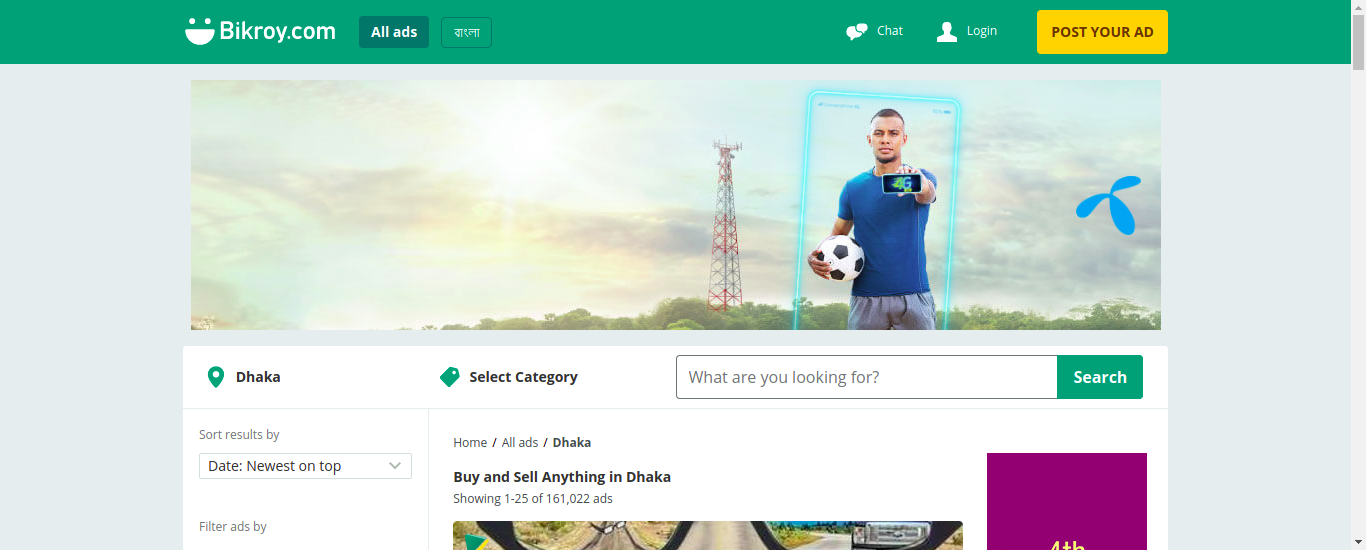 Bikroy.com
All ads
বাংলা
Chat
Login
POST YOUR AD
4G
Dhaka
Select Category
What are you looking for?
Search
Sort results by
Date: Newest on top
Filter ads by
Home / All ads / Dhaka
Buy and Sell Anything in Dhaka
Showing 1-25 of 161,022 ads
4th